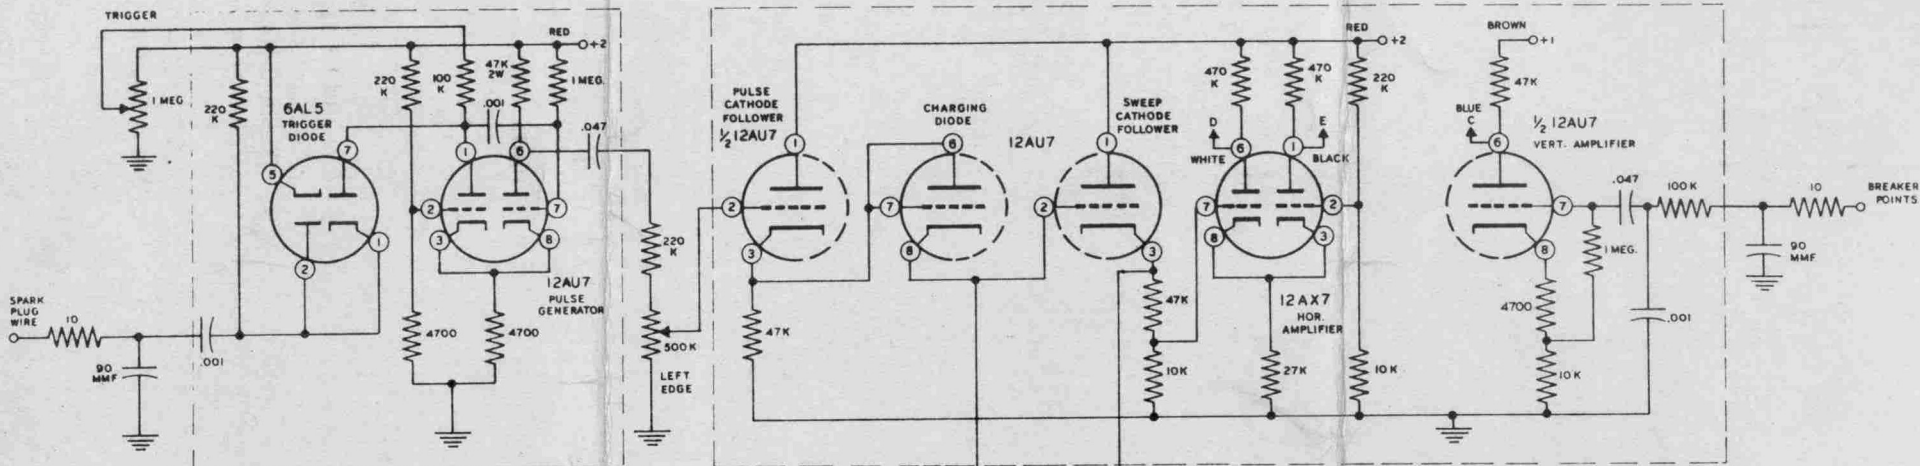 TRIGGER
1 MEG
220
K
6AL5
TRIGGER
DIODE
5
7
2
1
SPARK
PLUG
WIRE
10
90
MMF
.001
220
K
100
K
47K
2W
RED
+2
1 MEG.
.001
.047
1
6
2
7
3
8
12AU7
PULSE
GENERATOR
4700
4700
220
K
500K
LEFT
EDGE
PULSE
CATHODE
FOLLOWER
½ 12AU7
1
2
3
47K
CHARGING
DIODE
6
7
8
12AU7
SWEEP
CATHODE
FOLLOWER
1
2
3
47K
10K
470
K
470
K
RED
+2
220
K
D
E
WHITE
BLACK
6
1
7
2
8
3
12AX7
HOR.
AMPLIFIER
27K
10K
BROWN
+1
47K
BLUE
C
6
½ 12AU7
VERT. AMPLIFIER
7
8
4700
10K
1 MEG.
.047
100K
.001
10
BREAKER
POINTS
90
MMF